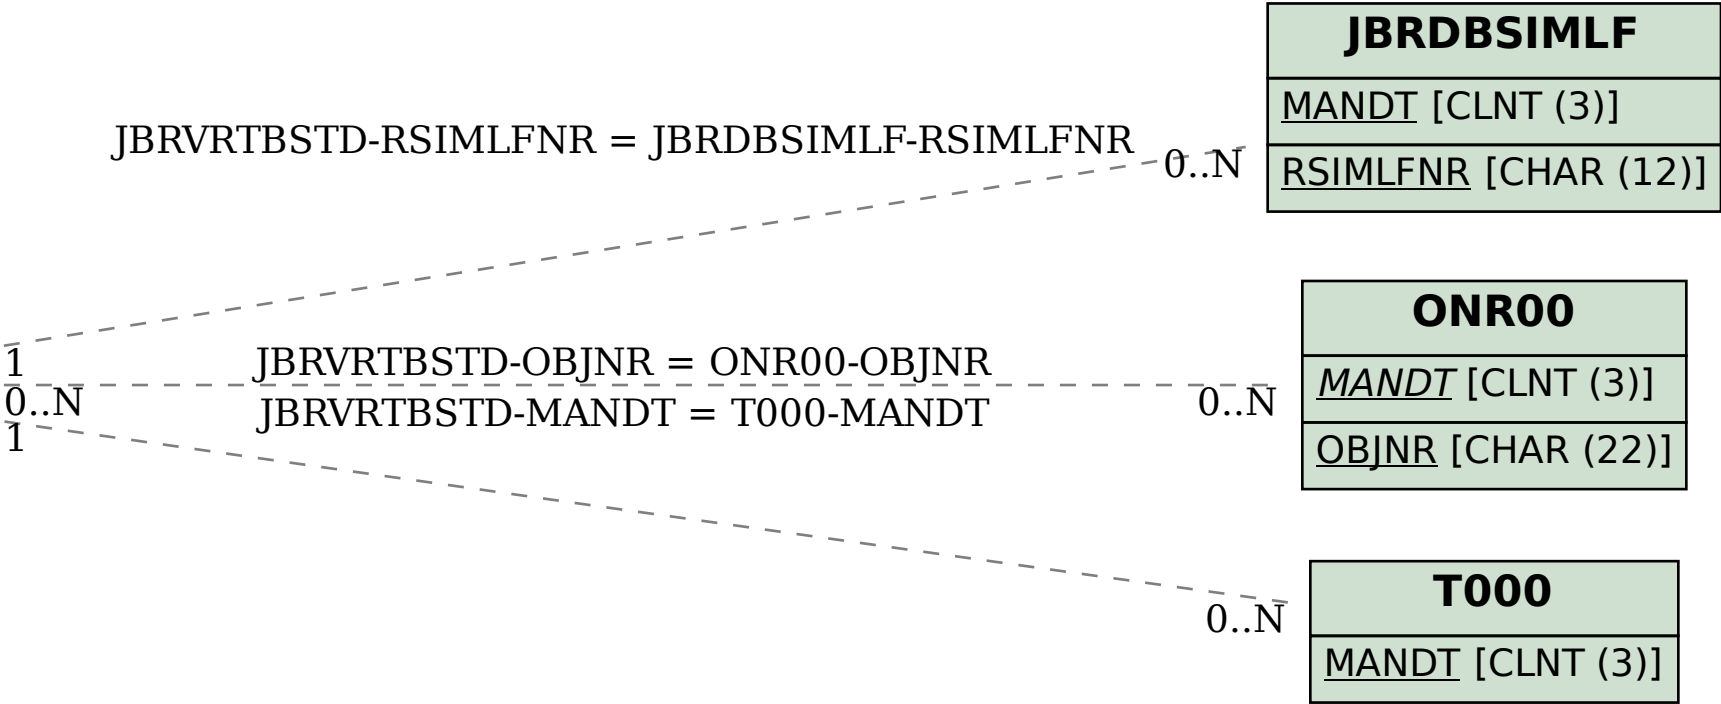 JBRDBSIMLF
MANDT [CLNT (3)]
RSIMLFNR [CHAR (12)]
JBRVRTBSTD-RSIMLFNR = JBRDBSIMLF-RSIMLFNR
0..N
1
JBRVRTBSTD-OBJNR = ONR00-OBJNR
0..N
0..N
ONR00
MANDT [CLNT (3)]
OBJNR [CHAR (22)]
JBRVRTBSTD-MANDT = T000-MANDT
1
0..N
T000
MANDT [CLNT (3)]